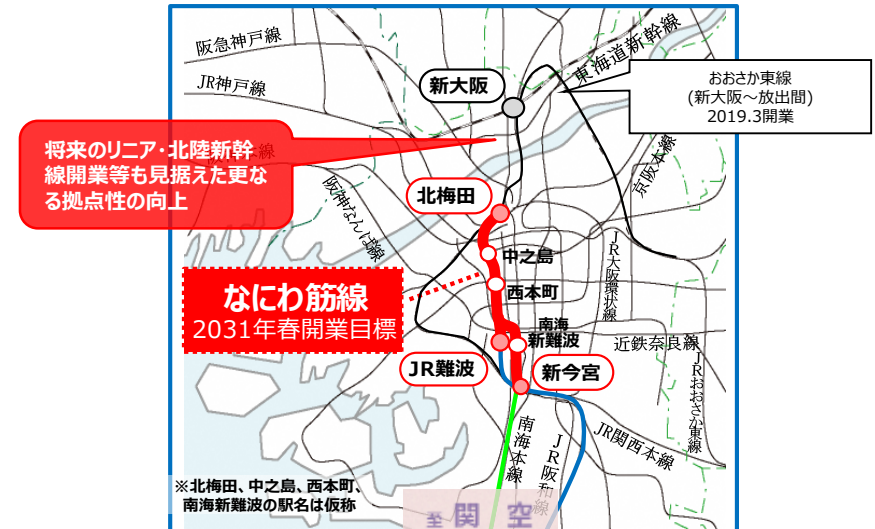 阪急神戸線
東海道新幹線
おおさか東線
(新大阪～放出間)
2019.3開業
JR神戸線
新大阪
将来のリニア・北陸新幹
線開業等も見据えた更な
る拠点性の向上
本線
京阪本線
阪神なんば線
北梅田
中之島
JR大阪環状線
なにわ筋線
2031年春開業目標
西本町
南海
新難波
近鉄奈良線
JRおおさか東線
JR難波
新今宮
南海本線
JR阪和線
JR関西本線
※北梅田、中之島、西本町、
南海新難波の駅名は仮称
至関空